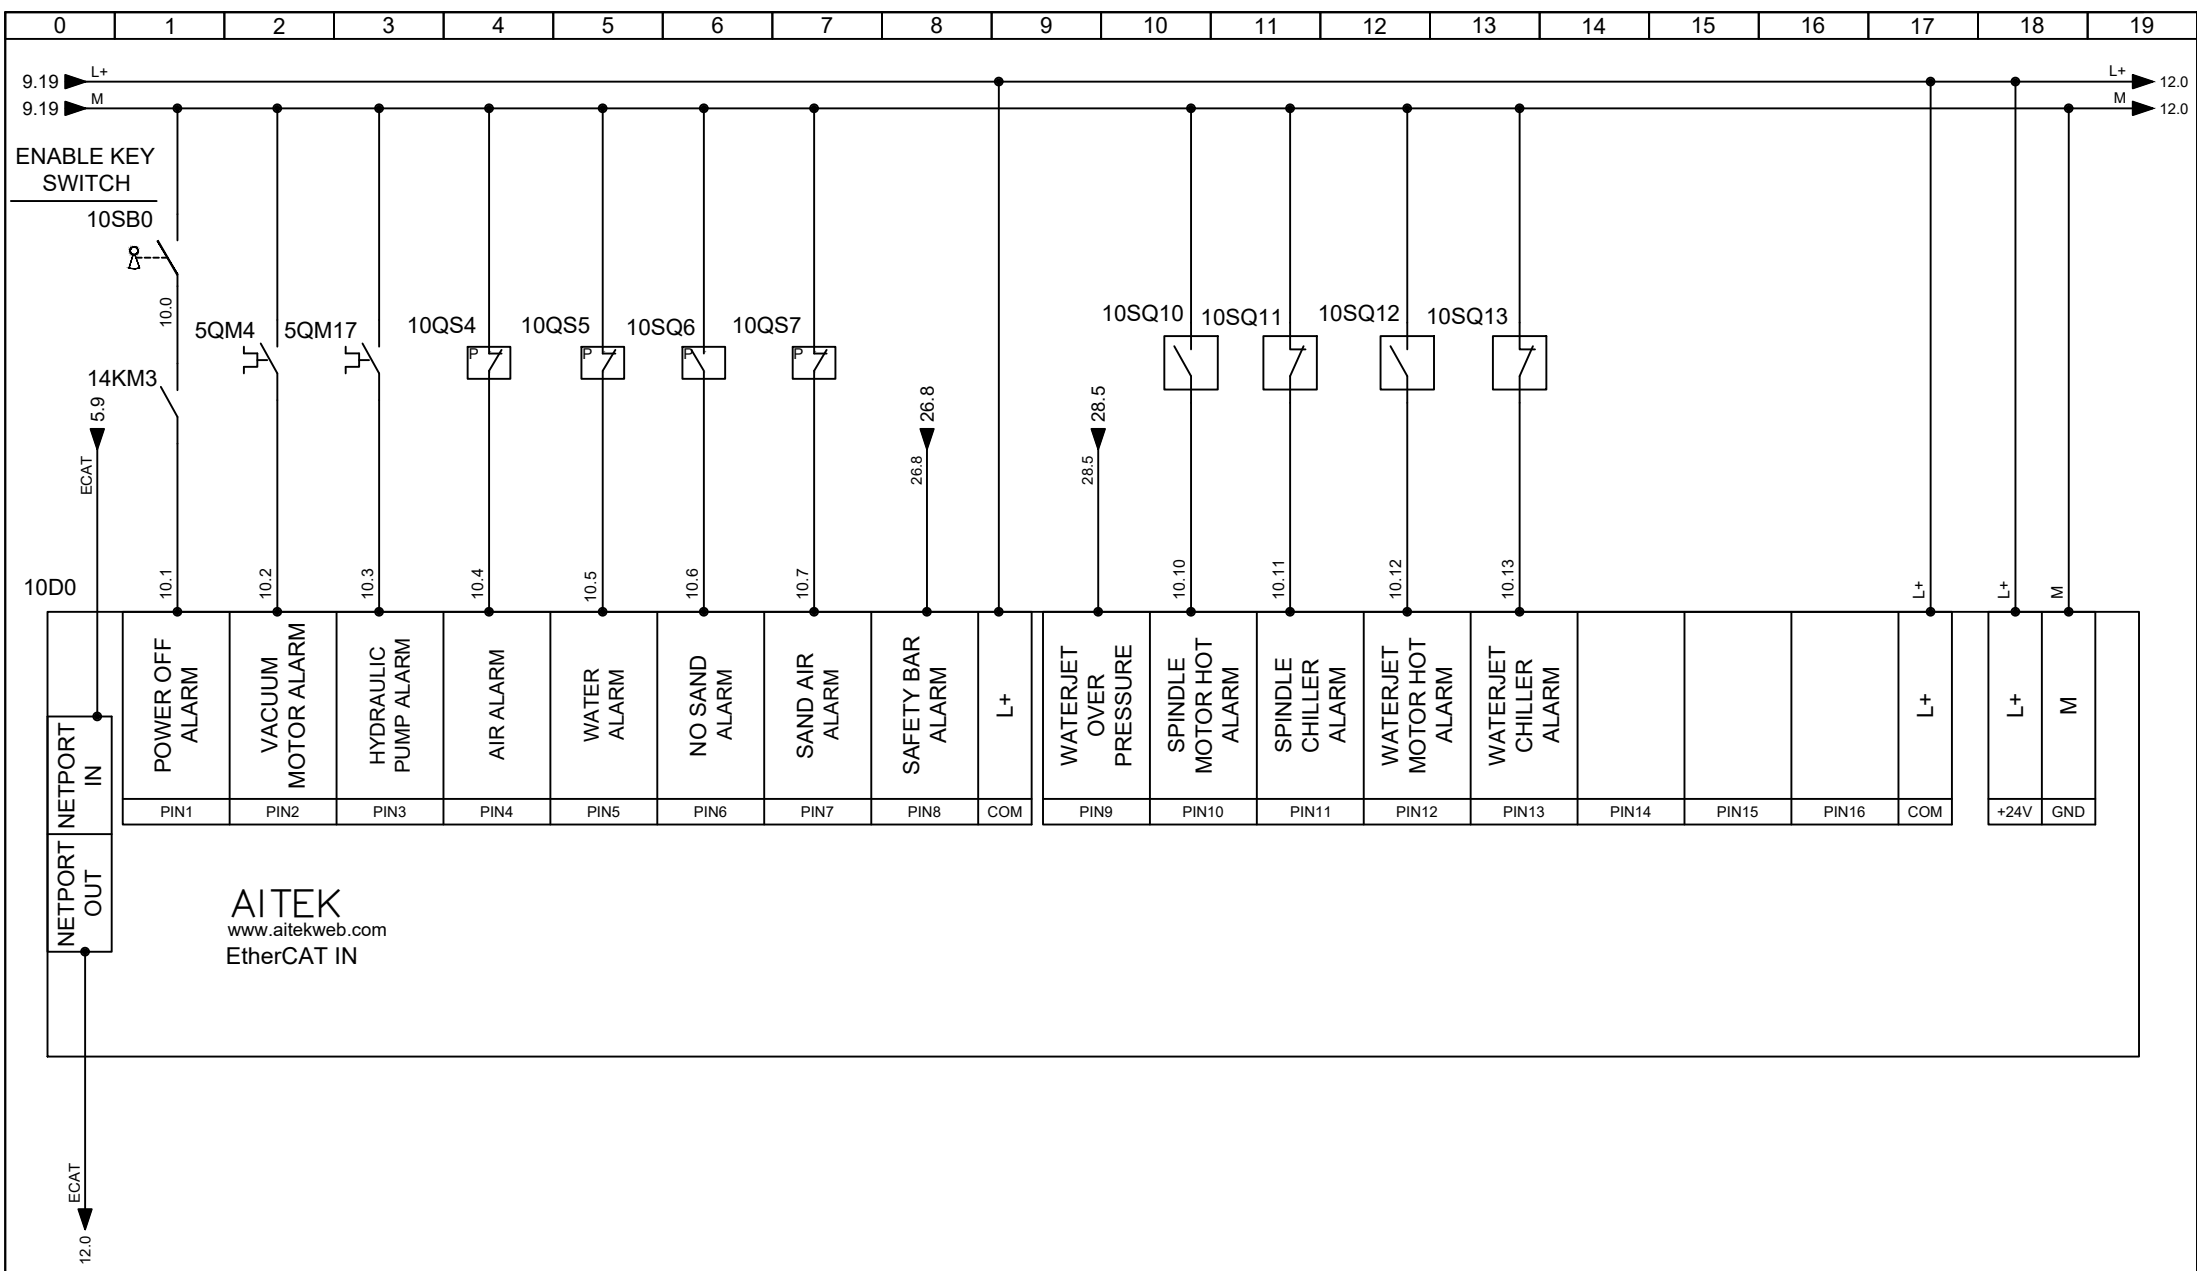 0 1 2 3 4 5 6 7 8 9 10 11 12 13 14 15 16 17 18 19
9.19 L+ L+ 12.0
9.19 M M 12.0
ENABLE KEY
SWITCH
10SB0
10.0
10SQ10 10SQ11 10SQ12 10SQ13
5QM4 5QM17 10QS4 10QS5 10SQ6 10QS7
P P P P
14KM3
5.9 26.8 28.5
ECAT 26.8 28.5
10D0
10.1 10.2 10.3 10.4 10.5 10.6 10.7 10.10 10.11 10.12 10.13 L+ L+ M
NETPORT
IN
NETPORT
OUT
POWER OFF
ALARM
VACUUM
MOTOR ALARM
HYDRAULIC
PUMP ALARM
AIR ALARM
WATER
ALARM
NO SAND
ALARM
SAND AIR
ALARM
SAFETY BAR
ALARM
L+
WATERJET
OVER
PRESSURE
SPINDLE
MOTOR HOT
ALARM
SPINDLE
CHILLER
ALARM
WATERJET
MOTOR HOT
ALARM
WATERJET
CHILLER
ALARM
L+
L+
M
PIN1 PIN2 PIN3 PIN4 PIN5 PIN6 PIN7 PIN8 COM PIN9 PIN10 PIN11 PIN12 PIN13 PIN14 PIN15 PIN16 COM +24V GND
AITEK
www.aitekweb.com
EtherCAT IN
ECAT
12.0